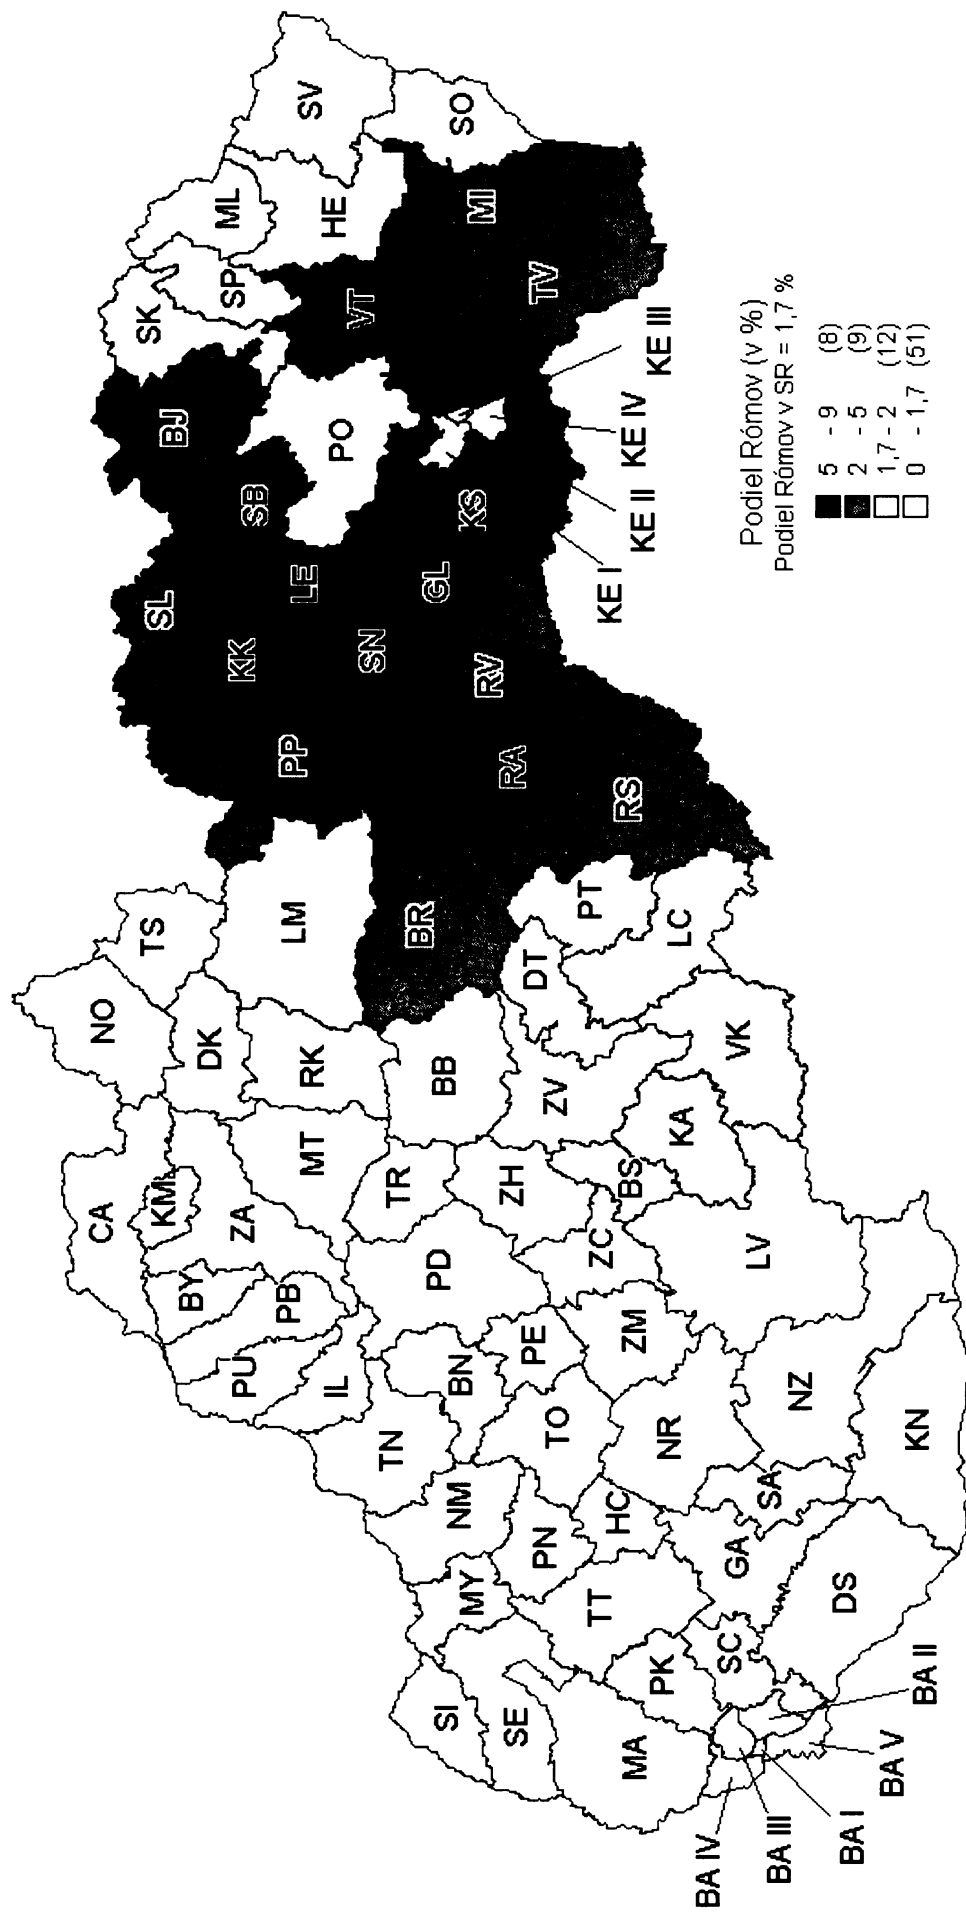 SV
SO
ML
HE
MI
SP
SK
VT
TV
BJ
PO
KE III
KE IV
SB
KS
KE II
LE
GL
KE I
SL
KK
SN
RV
PP
RA
RS
TS
LM
BR
PT
LC
NO
DK
DT
RK
BB
ZV
VK
CA
KM
MT
TR
ZH
BS
KA
ZA
PD
ZC
LV
BY
PB
PU
IL
BN
PE
ZM
TN
TO
NR
NZ
KN
NM
PN
HC
SA
MY
TT
GA
DS
SI
SE
PK
SC
MA
BA II
BA V
BA I
BA III
BA IV
Podiel Rómov (v %)
Podiel Rómov v SR = 1,7 %
5 - 9 (8)
2 - 5 (9)
1,7 - 2 (12)
0 - 1,7 (51)